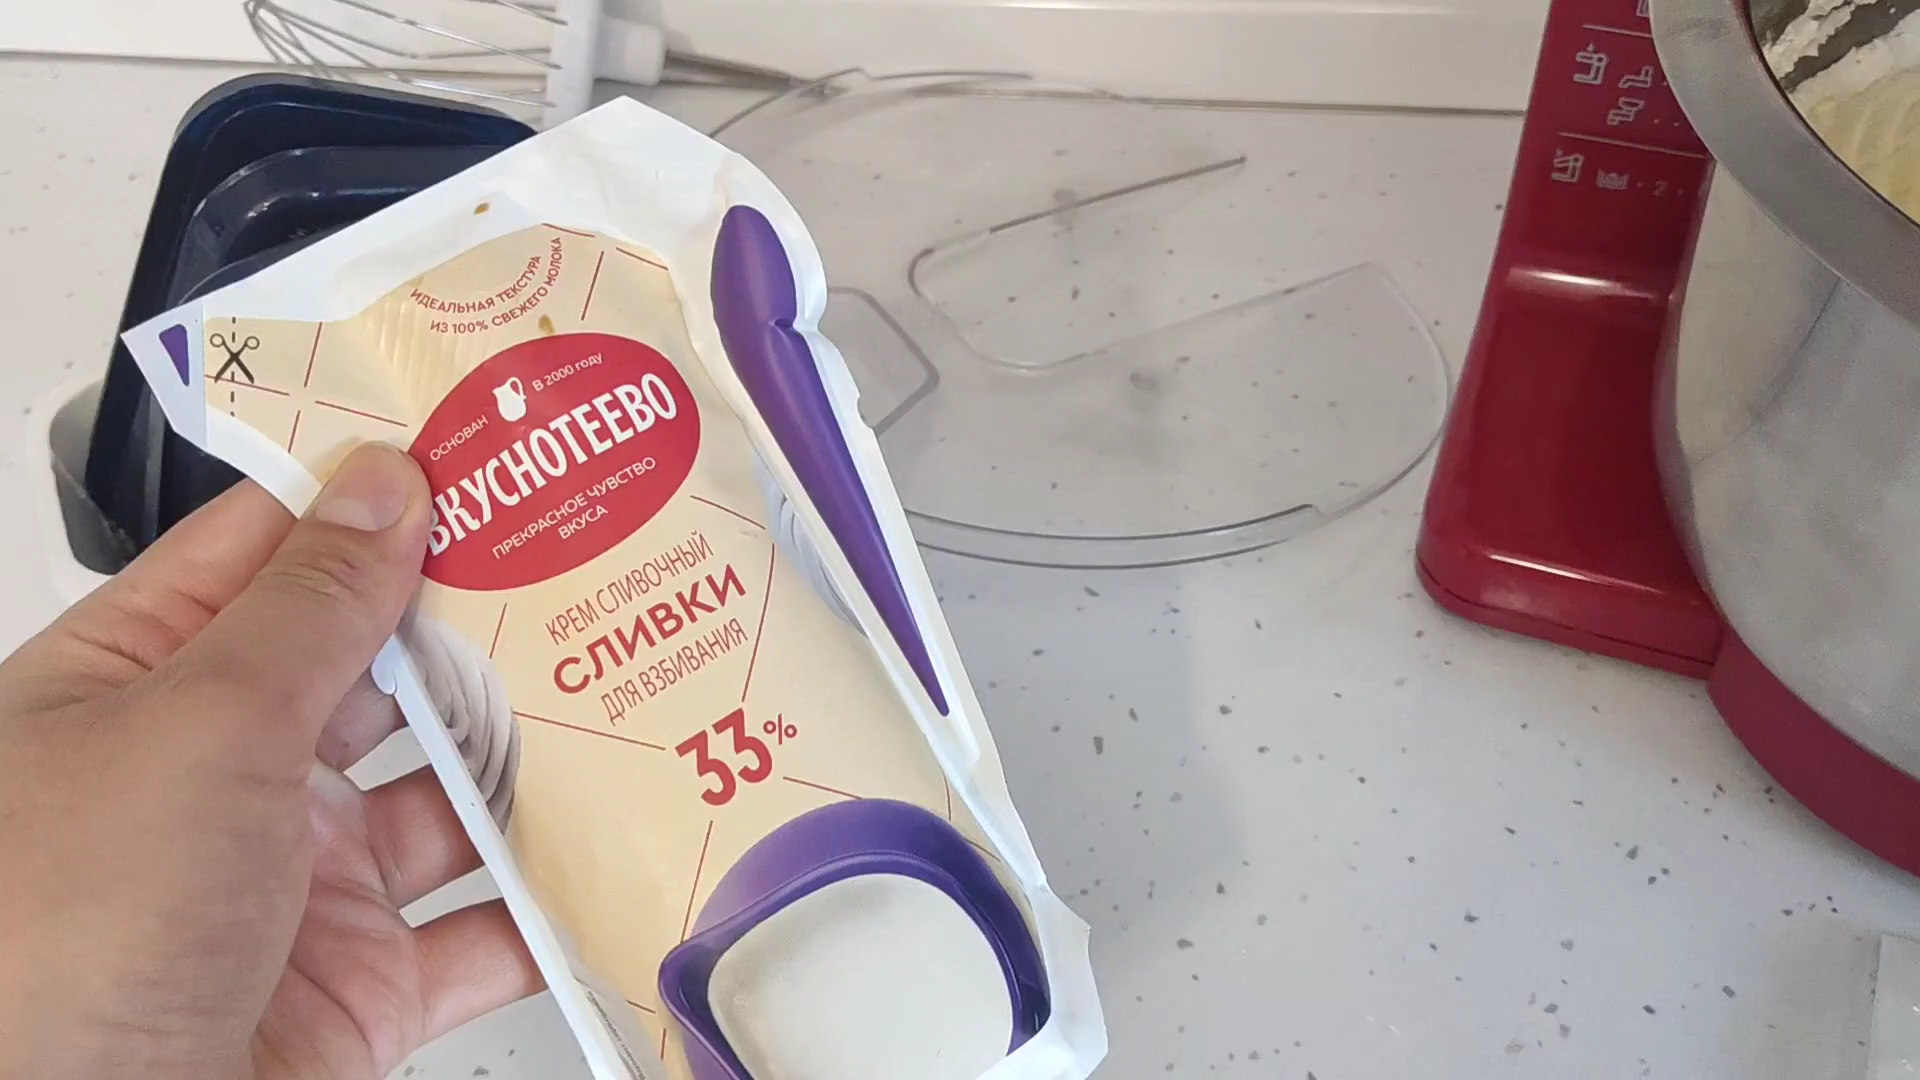 ИДЕАЛЬНАЯ ТЕКСТУРА
ИЗ 100% СВЕЖЕГО МОЛОКА
ОСНОВАН В 2000 году
ВКУСНОТЕЕВО
ПРЕКРАСНОЕ ЧУВСТВО
ВКУСА
КРЕМ СЛИВОЧНЫЙ
СЛИВКИ
ДЛЯ ВЗБИВАНИЯ
33%
2